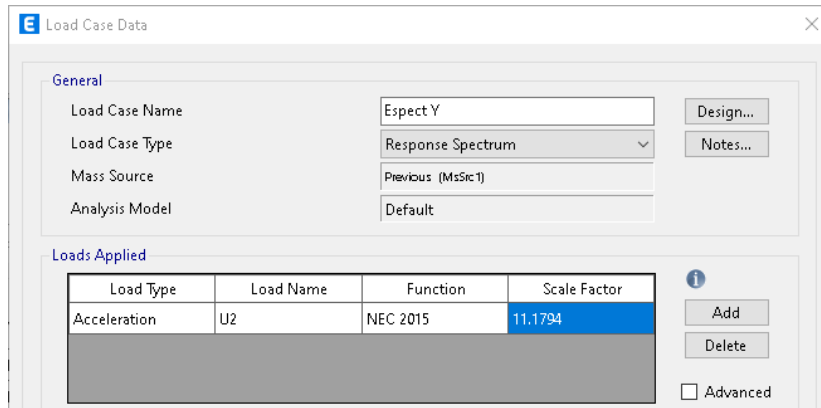 E Load Case Data
General
Load Case Name Espect Y Design...
Load Case Type Response Spectrum Notes...
Mass Source Previous (MsSrc1)
Analysis Model Default
Loads Applied
Load Type Load Name Function Scale Factor
Acceleration U2 NEC 2015 11.1794
Add
Delete
Advanced